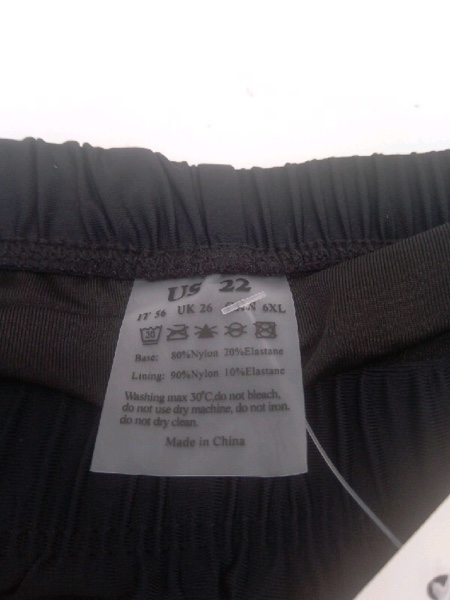 US 22
IT 56 UK 26 6XL
30
Base: 80%Nylon 20%Elastane
Lining: 90%Nylon 10%Elastane
Washing max 30°C,do not bleach,
do not use dry machine, do not iron,
do not dry clean.
Made in China